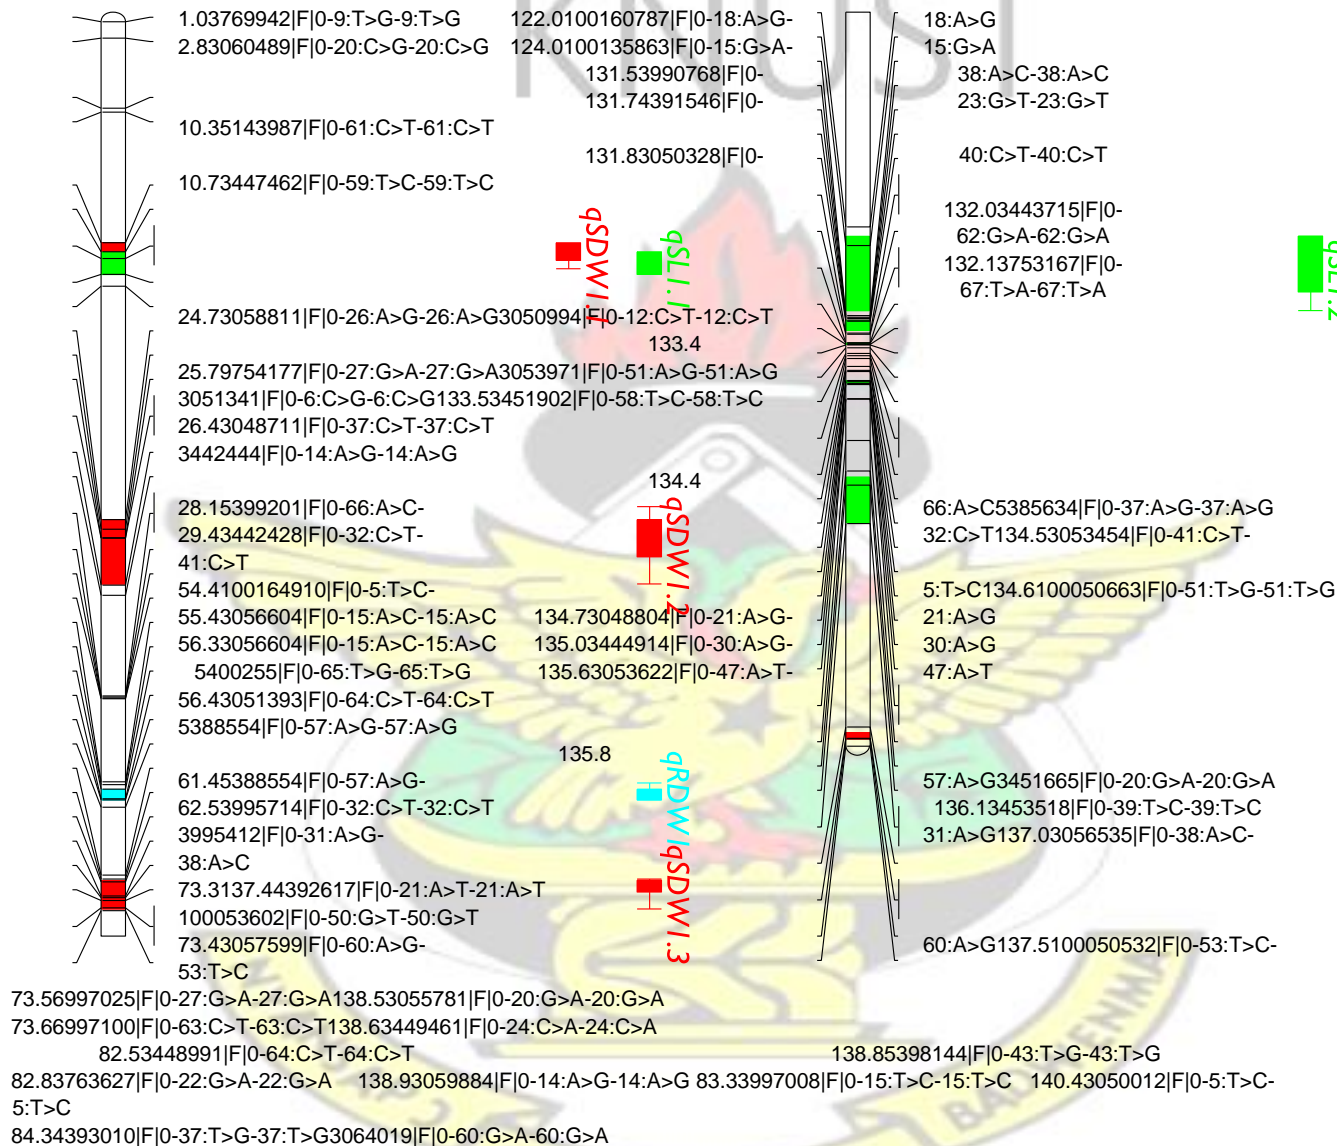 KNUST
1.03769942|F|0-9:T>G-9:T>G 122.0100160787|F|0-18:A>G- 18:A>G
2.83060489|F|0-20:C>G-20:C>G 124.0100135863|F|0-15:G>A- 15:G>A
131.53990768|F|0- 38:A>C-38:A>C
131.74391546|F|0- 23:G>T-23:G>T
10.35143987|F|0-61:C>T-61:C>T
131.83050328|F|0- 40:C>T-40:C>T
10.73447462|F|0-59:T>C-59:T>C
132.03443715|F|0-
62:G>A-62:G>A
132.13753167|F|0-
67:T>A-67:T>A
qSDW1.1
qSL1.1
qSL1.2
24.73058811|F|0-26:A>G-26:A>G3050994|F|0-12:C>T-12:C>T
133.4
25.79754177|F|0-27:G>A-27:G>A3053971|F|0-51:A>G-51:A>G
3051341|F|0-6:C>G-6:C>G133.53451902|F|0-58:T>C-58:T>C
26.43048711|F|0-37:C>T-37:C>T
3442444|F|0-14:A>G-14:A>G
134.4
28.15399201|F|0-66:A>C- 66:A>C5385634|F|0-37:A>G-37:A>G
29.43442428|F|0-32:C>T- 32:C>T134.53053454|F|0-41:C>T-
41:C>T
qSDW1.2
54.4100164910|F|0-5:T>C- 5:T>C134.6100050663|F|0-51:T>G-51:T>G
55.43056604|F|0-15:A>C-15:A>C 134.73048804|F|0-21:A>G- 21:A>G
56.33056604|F|0-15:A>C-15:A>C 135.03444914|F|0-30:A>G- 30:A>G
5400255|F|0-65:T>G-65:T>G 135.63053622|F|0-47:A>T- 47:A>T
56.43051393|F|0-64:C>T-64:C>T
5388554|F|0-57:A>G-57:A>G
135.8
qRDW1
61.45388554|F|0-57:A>G- 57:A>G3451665|F|0-20:G>A-20:G>A
62.53995714|F|0-32:C>T-32:C>T 136.13453518|F|0-39:T>C-39:T>C
3995412|F|0-31:A>G- 31:A>G137.03056535|F|0-38:A>C-
38:A>C
qSDW1.3
73.3137.44392617|F|0-21:A>T-21:A>T
100053602|F|0-50:G>T-50:G>T
73.43057599|F|0-60:A>G- 60:A>G137.5100050532|F|0-53:T>C-
53:T>C
73.56997025|F|0-27:G>A-27:G>A138.53055781|F|0-20:G>A-20:G>A
73.66997100|F|0-63:C>T-63:C>T138.63449461|F|0-24:C>A-24:C>A
82.53448991|F|0-64:C>T-64:C>T 138.85398144|F|0-43:T>G-43:T>G
82.83763627|F|0-22:G>A-22:G>A 138.93059884|F|0-14:A>G-14:A>G 83.33997008|F|0-15:T>C-15:T>C 140.43050012|F|0-5:T>C-
5:T>C
84.34393010|F|0-37:T>G-37:T>G3064019|F|0-60:G>A-60:G>A